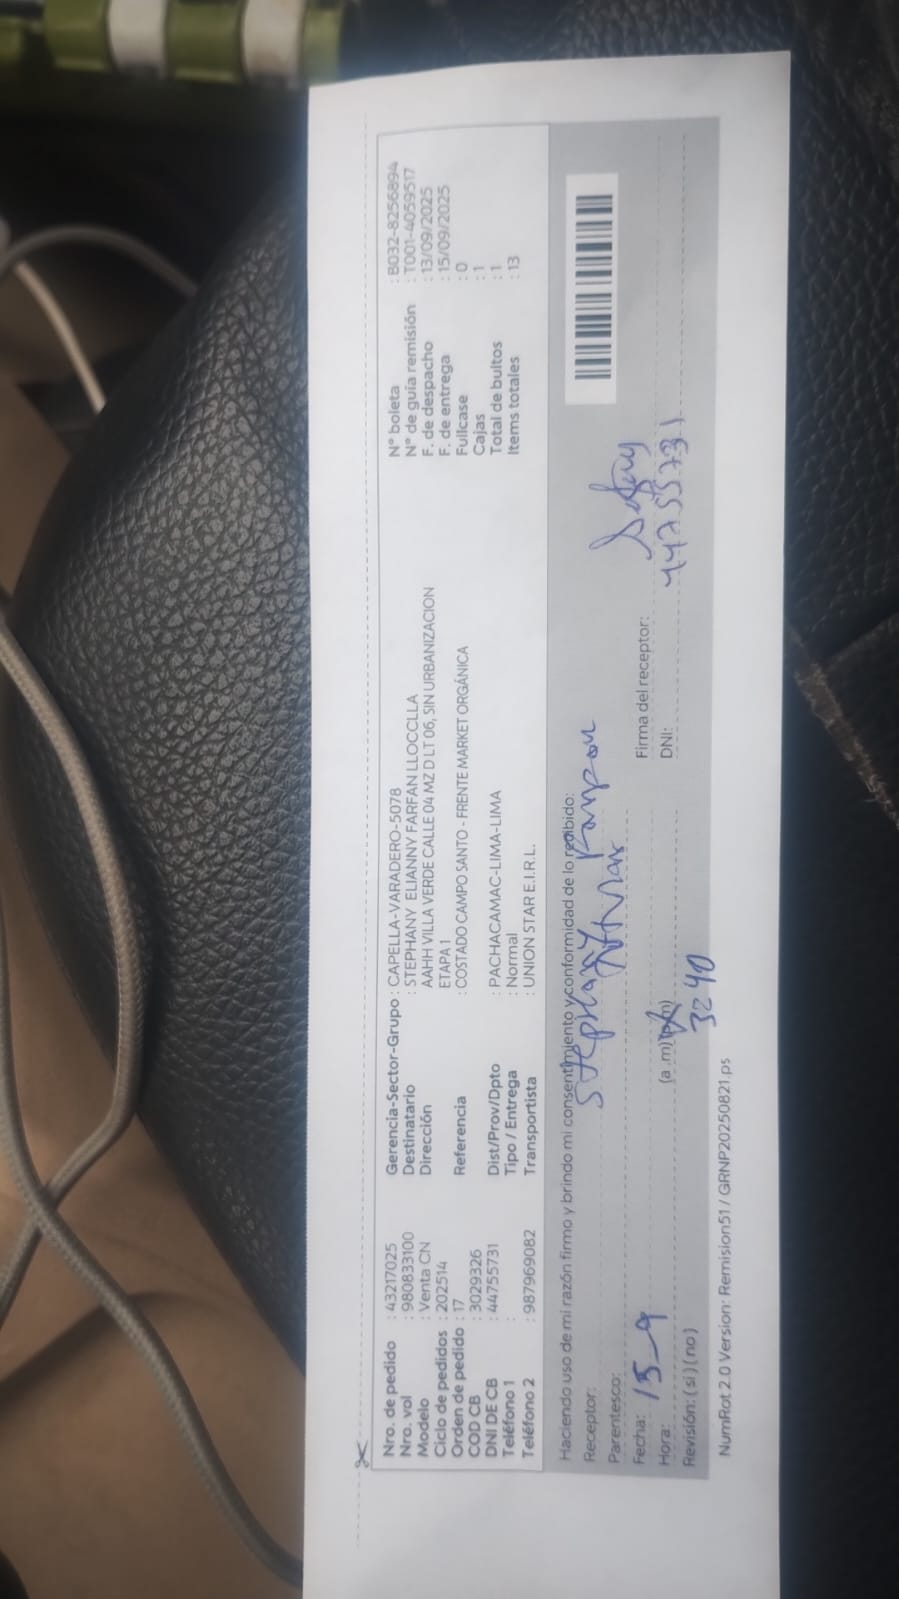 Nro. de pedido : 43217025
Nro. vol : 980833100
Modelo : Venta CN
Ciclo de pedidos : 202514
Orden de pedido : 17
COD CB : 3029326
DNI DE CB : 44755731
Teléfono 1 :
Teléfono 2 : 987969082
Gerencia-Sector-Grupo : CAPELLA-VARADERO-5078
Destinatario : STEPHANY ELIANNY FARFAN LLOCCLLA
Dirección AAHH VILLA VERDE CALLE 04 MZ D LT 06, SIN URBANIZACION
ETAPA 1
Referencia : COSTADO CAMPO SANTO - FRENTE MARKET ORGÁNICA
Dist/Prov/Dpto : PACHACAMAC-LIMA-LIMA
Tipo / Entrega : Normal
Transportista : UNION STAR E.I.R.L.
N° boleta : B032-8256894
N° de guía remisión : T001-4059517
F. de despacho : 13/09/2025
F. de entrega : 15/09/2025
Fullcase : 0
Cajas : 1
Total de bultos : 1
Items totales : 13
Haciendo uso de mi razón firmo y brindo mi consentimiento y conformidad de lo recibido:
Receptor: Stephany Farfan
Parentesco: Titular
Fecha: 15-9
Firma del receptor:
Hora: (a .m) (p.m)
DNI: 44755731
3:40
Revisión: ( si ) ( no )
NumRot 2.0 Version: Remision51 / GRNP20250821 ps